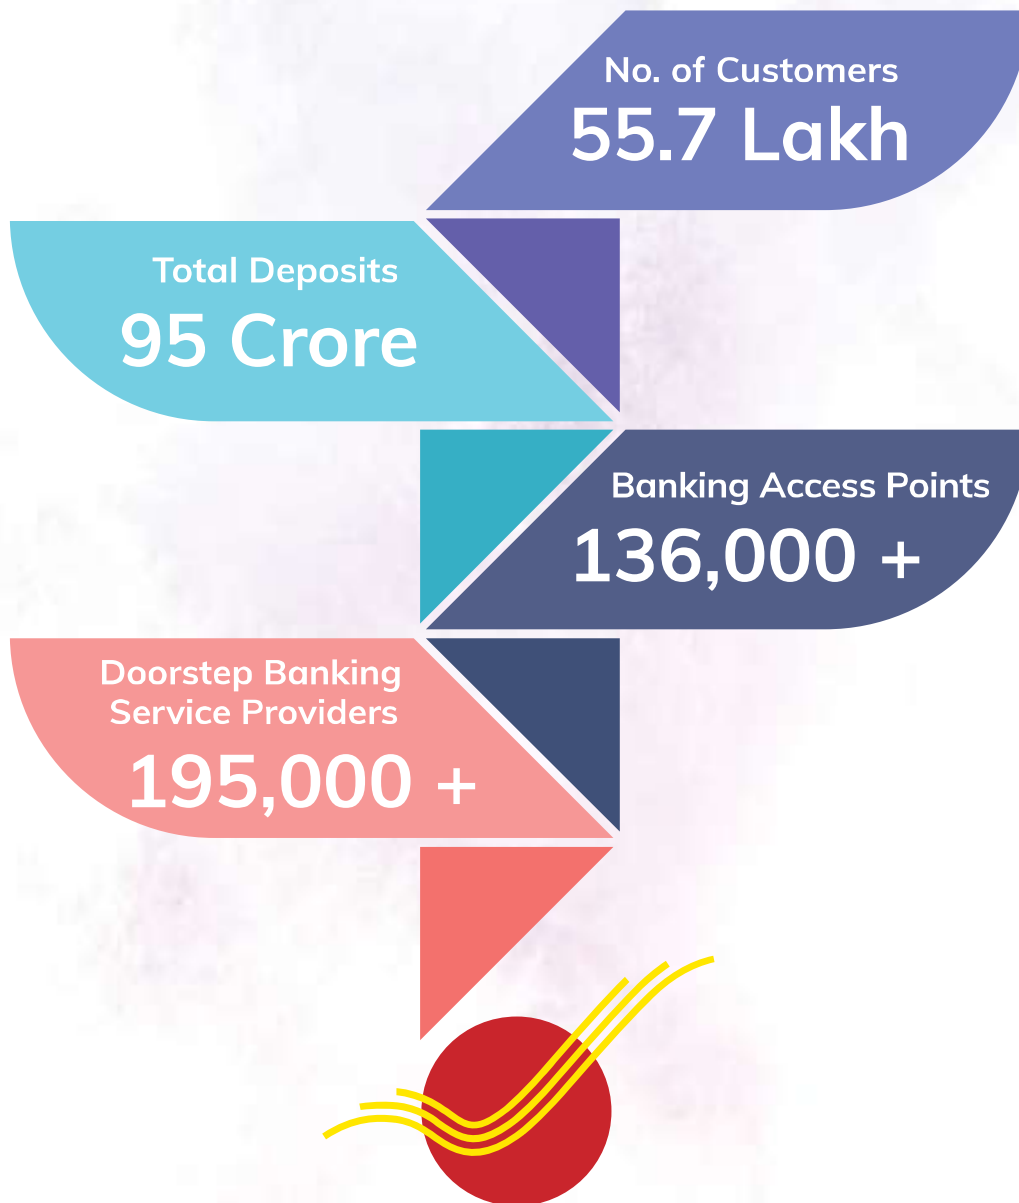 No. of Customers
55.7 Lakh
Total Deposits
95 Crore
Banking Access Points
136,000 +
Doorstep Banking
Service Providers
195,000 +